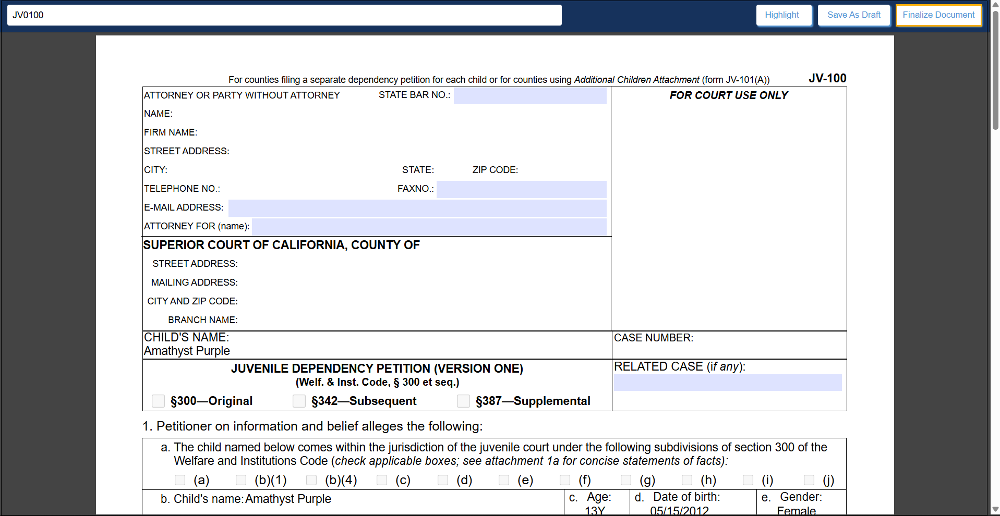 JV0100
Highlight
Save As Draft
Finalize Document
For counties filing a separate dependency petition for each child or for counties using Additional Children Attachment (form JV-101(A))
JV-100
ATTORNEY OR PARTY WITHOUT ATTORNEY
STATE BAR NO.:
FOR COURT USE ONLY
NAME:
FIRM NAME:
STREET ADDRESS:
CITY:
STATE:
ZIP CODE:
TELEPHONE NO.:
FAXNO.:
E-MAIL ADDRESS:
ATTORNEY FOR (name):
SUPERIOR COURT OF CALIFORNIA, COUNTY OF
STREET ADDRESS:
MAILING ADDRESS:
CITY AND ZIP CODE:
BRANCH NAME:
CHILD'S NAME:
Amathyst Purple
CASE NUMBER:
JUVENILE DEPENDENCY PETITION (VERSION ONE)
(Welf. & Inst. Code, § 300 et seq.)
§300—Original
§342—Subsequent
§387—Supplemental
RELATED CASE (if any):
1. Petitioner on information and belief alleges the following:
a. The child named below comes within the jurisdiction of the juvenile court under the following subdivisions of section 300 of the
Welfare and Institutions Code (check applicable boxes; see attachment 1a for concise statements of facts):
(a) (b)(1) (b)(4) (c) (d) (e) (f) (g) (h) (i) (j)
b. Child's name: Amathyst Purple
c. Age:
13Y
d. Date of birth:
05/15/2012
e. Gender:
Female